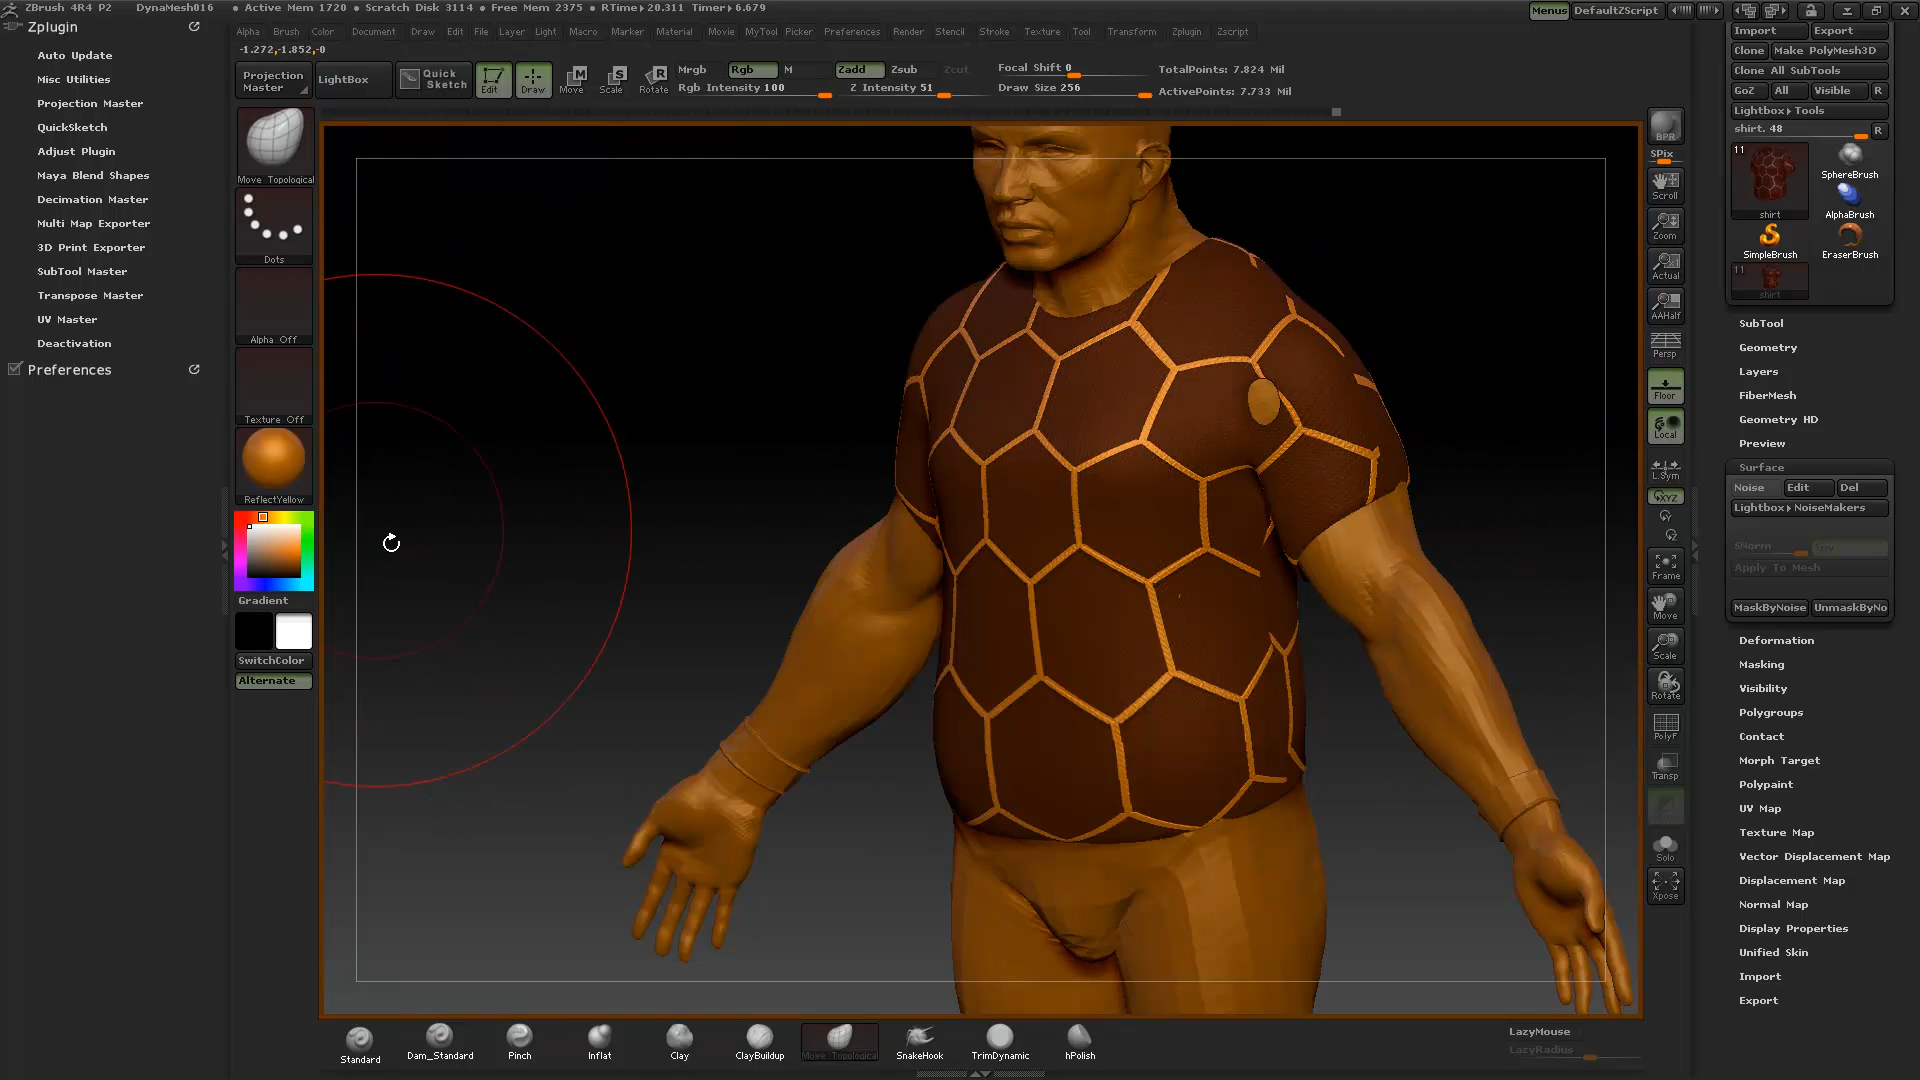 ZBrush 4R4 P2 DynaMesh016 ● Active Mem 1720 ● Scratch Disk 3114 ● Free Mem 2375 ● RTime▸20.311 Timer▸6.679 Menus DefaultZScript
Zplugin
Alpha Brush Color Document Draw Edit File Layer Light Macro Marker Material Movie MyTool Picker Preferences Render Stencil Stroke Texture Tool Transform Zplugin Zscript
-1.272,-1.852,-0
Auto Update
Misc Utilities
Projection Master
QuickSketch
Adjust Plugin
Maya Blend Shapes
Decimation Master
Multi Map Exporter
3D Print Exporter
SubTool Master
Transpose Master
UV Master
Deactivation
Preferences
Projection Master
LightBox
Quick Sketch
Edit
Draw
Move
Scale
Rotate
Mrgb Rgb M
Rgb Intensity 100
Zadd Zsub Zcut
Z Intensity 51
Focal Shift 0
Draw Size 256
TotalPoints: 7.824 Mil
ActivePoints: 7.733 Mil
Move Topological
Dots
Alpha Off
Texture Off
ReflectYellow
Gradient
SwitchColor
Alternate
BPR
SPix
Scroll
Zoom
Actual
AAHalf
Persp
Floor
Local
L.Sym
XYZ
Frame
Move
Scale
Rotate
PolyF
Transp
Solo
Xpose
Import Export
Clone Make PolyMesh3D
Clone All SubTools
GoZ All Visible R
Lightbox▸Tools
shirt. 48 R
11
SphereBrush
shirt AlphaBrush
SimpleBrush EraserBrush
11
shirt
SubTool
Geometry
Layers
FiberMesh
Geometry HD
Preview
Surface
Noise Edit Del
Lightbox▸NoiseMakers
SNorm
Apply To Mesh
MaskByNoise UnmaskByNo
Deformation
Masking
Visibility
Polygroups
Contact
Morph Target
Polypaint
UV Map
Texture Map
Vector Displacement Map
Displacement Map
Normal Map
Display Properties
Unified Skin
Import
Export
Standard Dam_Standard Pinch Inflat Clay ClayBuildup Move Topological SnakeHook TrimDynamic hPolish
LazyMouse
LazyRadius